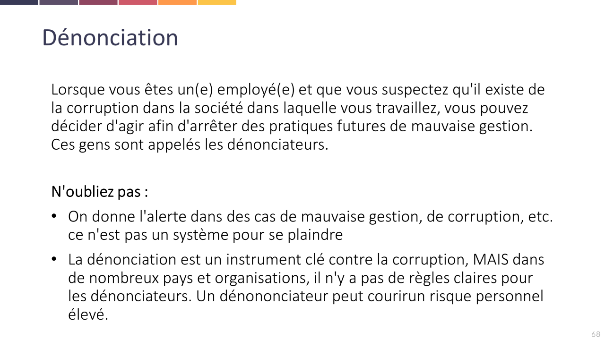 Dénonciation
Lorsque vous êtes un(e) employé(e) et que vous suspectez qu'il existe de
la corruption dans la société dans laquelle vous travaillez, vous pouvez
décider d'agir afin d'arrêter des pratiques futures de mauvaise gestion.
Ces gens sont appelés les dénonciateurs.
N'oubliez pas :
• On donne l'alerte dans des cas de mauvaise gestion, de corruption, etc.
ce n'est pas un système pour se plaindre
• La dénonciation est un instrument clé contre la corruption, MAIS dans
de nombreux pays et organisations, il n'y a pas de règles claires pour
les dénonciateurs. Un dénononciateur peut courirun risque personnel
élevé.
68